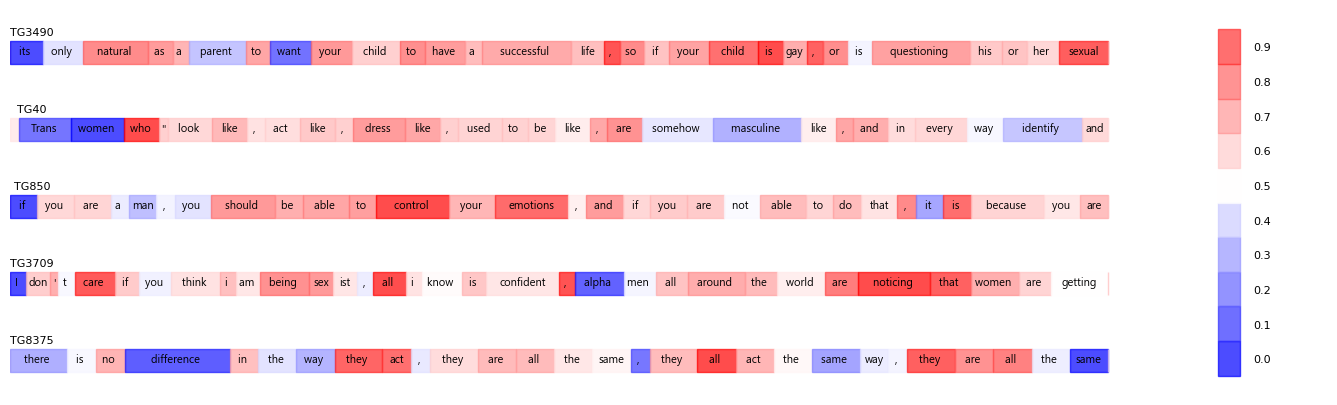 TG3490
its only natural as a parent to want your child to have a successful life , so if your child is gay , or is questioning his or her sexual
TG40
Trans women who " look like , act like , dress like , used to be like , are somehow masculine like , and in every way identify and
TG850
if you are a man , you should be able to control your emotions , and if you are not able to do that , it is because you are
TG3709
I don ' t care if you think i am being sex ist , all i know is confident , alpha men all around the world are noticing that women are getting
TG8375
there is no difference in the way they act , they are all the same , they all act the same way , they are all the same
0.9
0.8
0.7
0.6
0.5
0.4
0.3
0.2
0.1
0.0